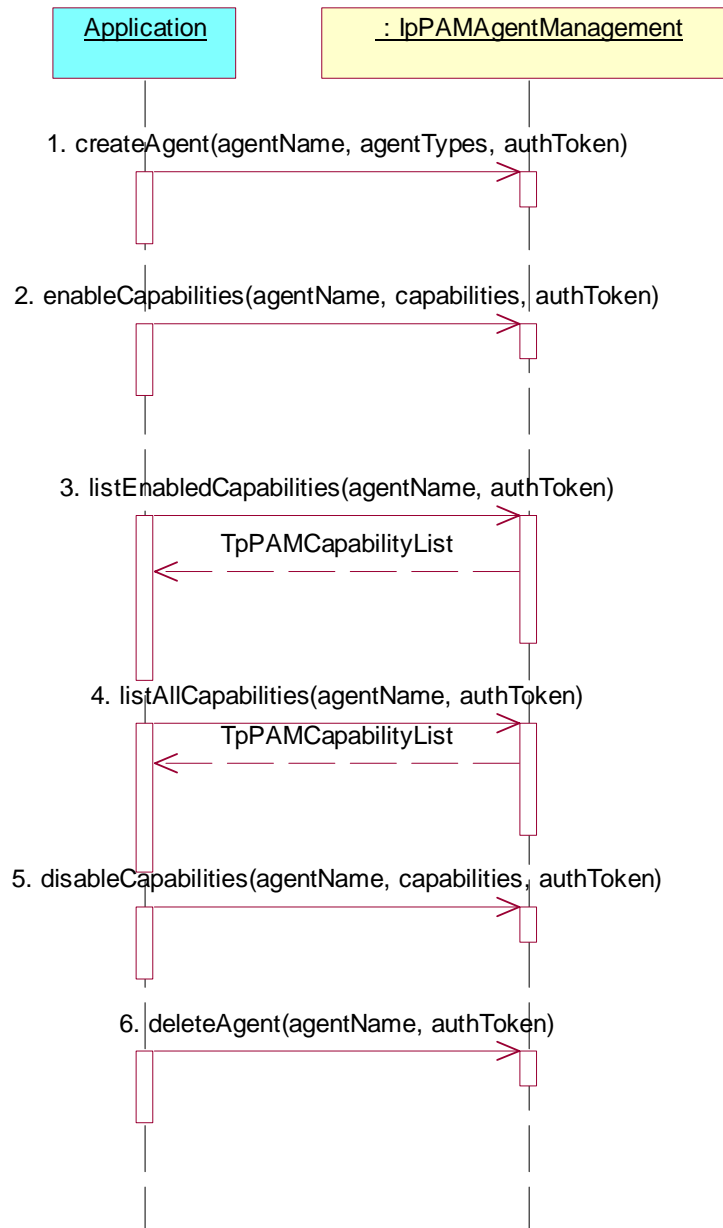 Application
: IpPAMAgentManagement
1. createAgent(agentName, agentTypes, authToken)
2. enableCapabilities(agentName, capabilities, authToken)
3. listEnabledCapabilities(agentName, authToken)
TpPAMCapabilityList
4. listAllCapabilities(agentName, authToken)
TpPAMCapabilityList
5. disableCapabilities(agentName, capabilities, authToken)
6. deleteAgent(agentName, authToken)